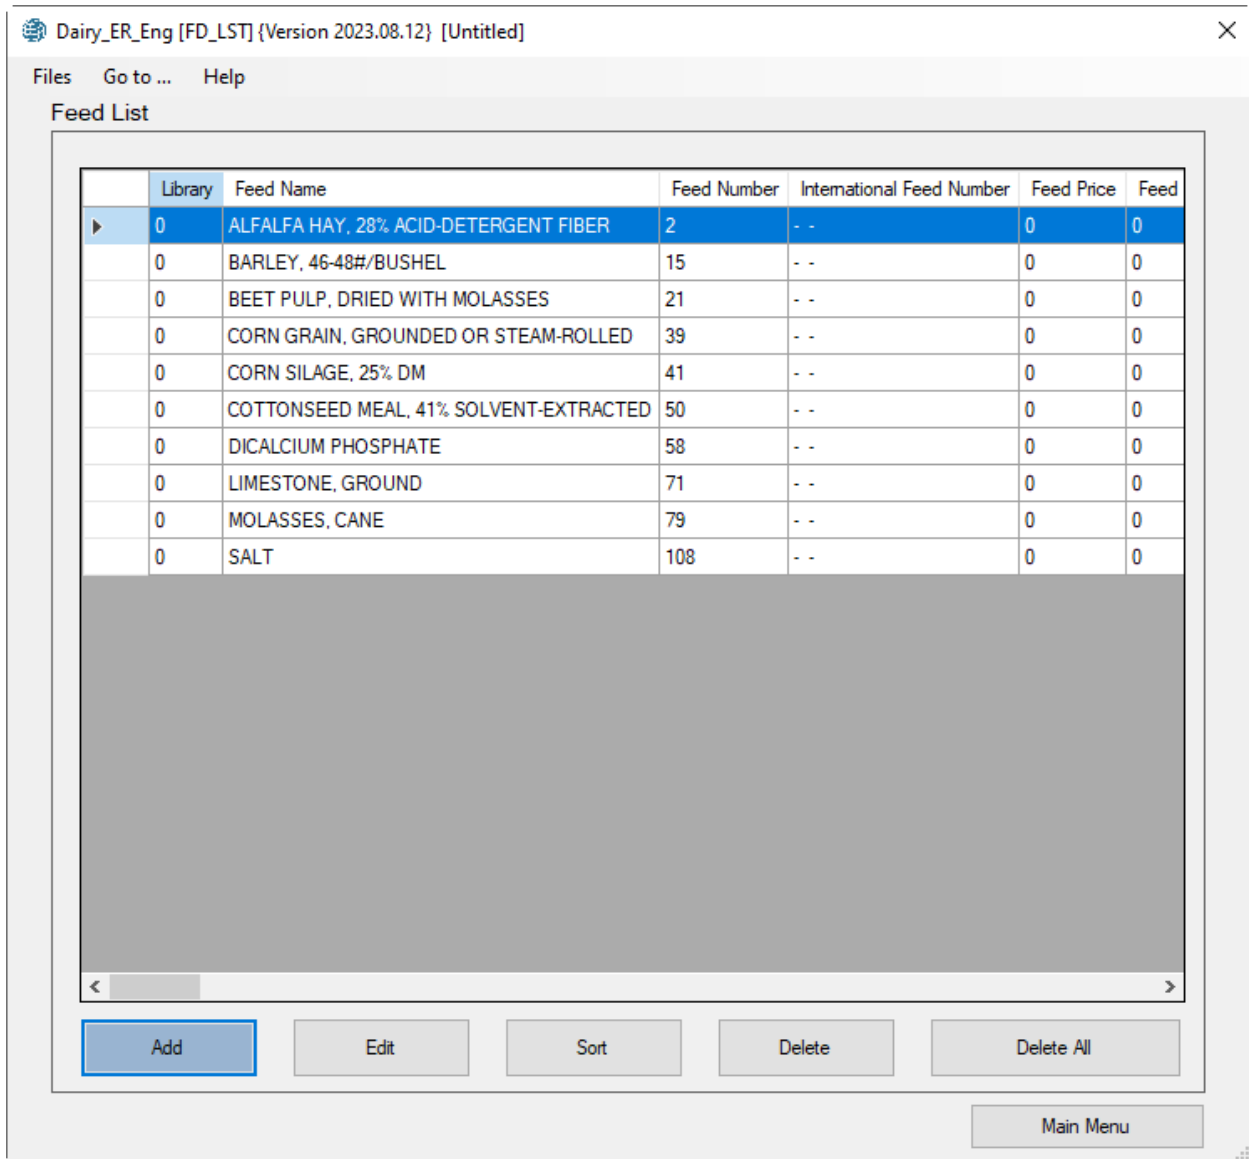 Dairy_ER_Eng [FD_LST] {Version 2023.08.12} [Untitled]
Files Go to ... Help
Feed List
Library Feed Name Feed Number International Feed Number Feed Price Feed
0 ALFALFA HAY, 28% ACID-DETERGENT FIBER 2 - - 0 0
0 BARLEY, 46-48#/BUSHEL 15 - - 0 0
0 BEET PULP, DRIED WITH MOLASSES 21 - - 0 0
0 CORN GRAIN, GROUNDED OR STEAM-ROLLED 39 - - 0 0
0 CORN SILAGE, 25% DM 41 - - 0 0
0 COTTONSEED MEAL, 41% SOLVENT-EXTRACTED 50 - - 0 0
0 DICALCIUM PHOSPHATE 58 - - 0 0
0 LIMESTONE, GROUND 71 - - 0 0
0 MOLASSES, CANE 79 - - 0 0
0 SALT 108 - - 0 0
Add Edit Sort Delete Delete All
Main Menu